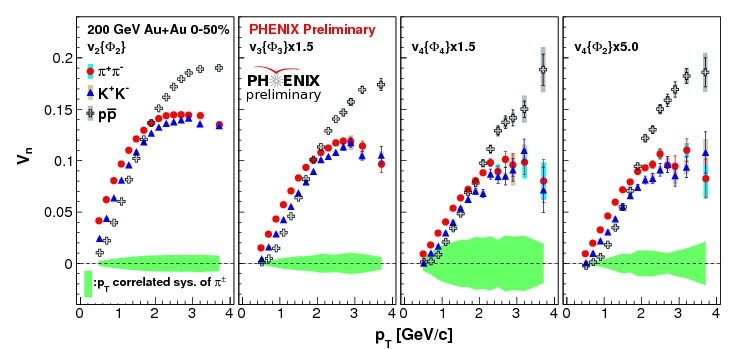 200 GeV Au+Au 0-50%
v₂{Φ₂}
π⁺π⁻
K⁺K⁻
pp̅
:p_T correlated sys. of π^±
PHENIX Preliminary
v₃{Φ₃}x1.5
PHENIX
preliminary
v₄{Φ₄}x1.5
v₄{Φ₂}x5.0
V_n
0.2
0.15
0.1
0.05
0
0 1 2 3 4
0 1 2 3 4
0 1 2 3 4
0 1 2 3 4
p_T [GeV/c]